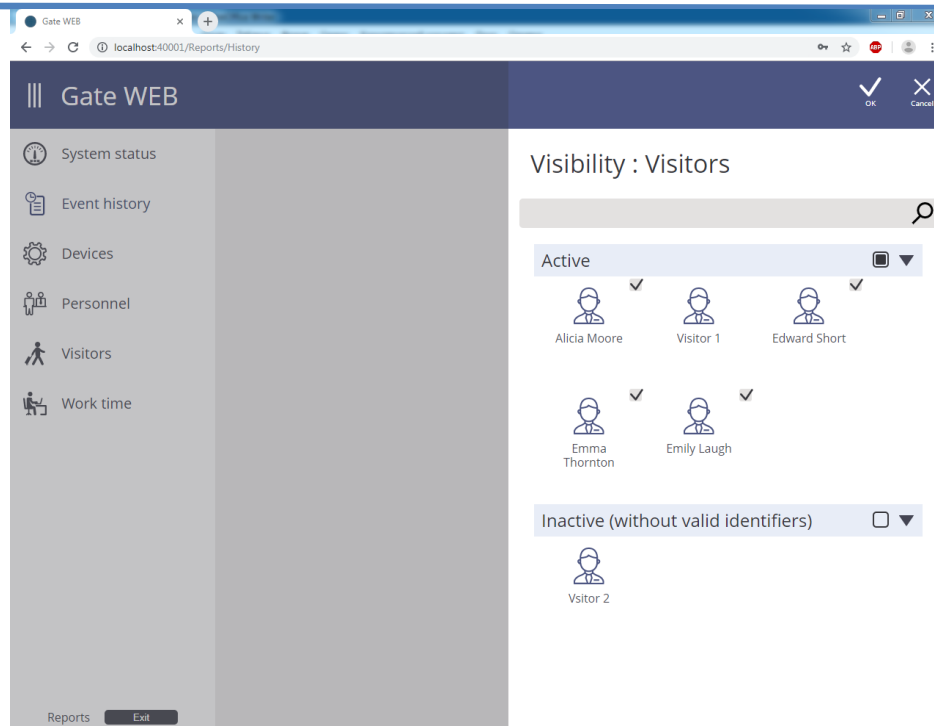 Gate WEB
localhost:40001/Reports/History
ABP
Gate WEB
OK
Cancel
System status
Event history
Devices
Personnel
Visitors
Work time
Reports
Exit
Visibility : Visitors
Active
Alicia Moore
Visitor 1
Edward Short
Emma
Thornton
Emily Laugh
Inactive (without valid identifiers)
Vsitor 2